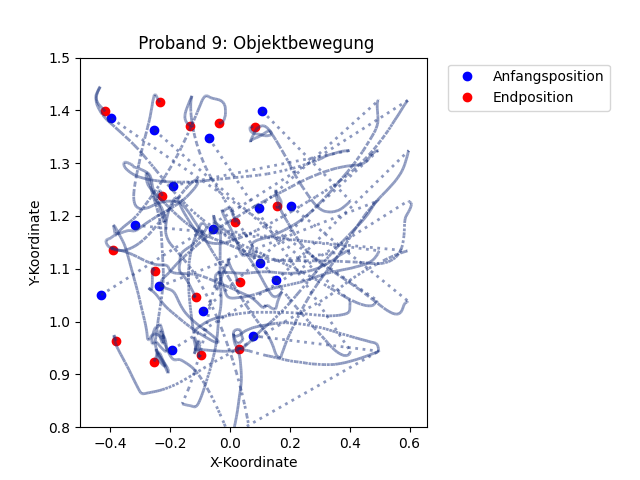 Proband 9: Objektbewegung
Anfangsposition
Endposition
Y-Koordinate
1.5
1.4
1.3
1.2
1.1
1.0
0.9
0.8
−0.4 −0.2 0.0 0.2 0.4 0.6
X-Koordinate